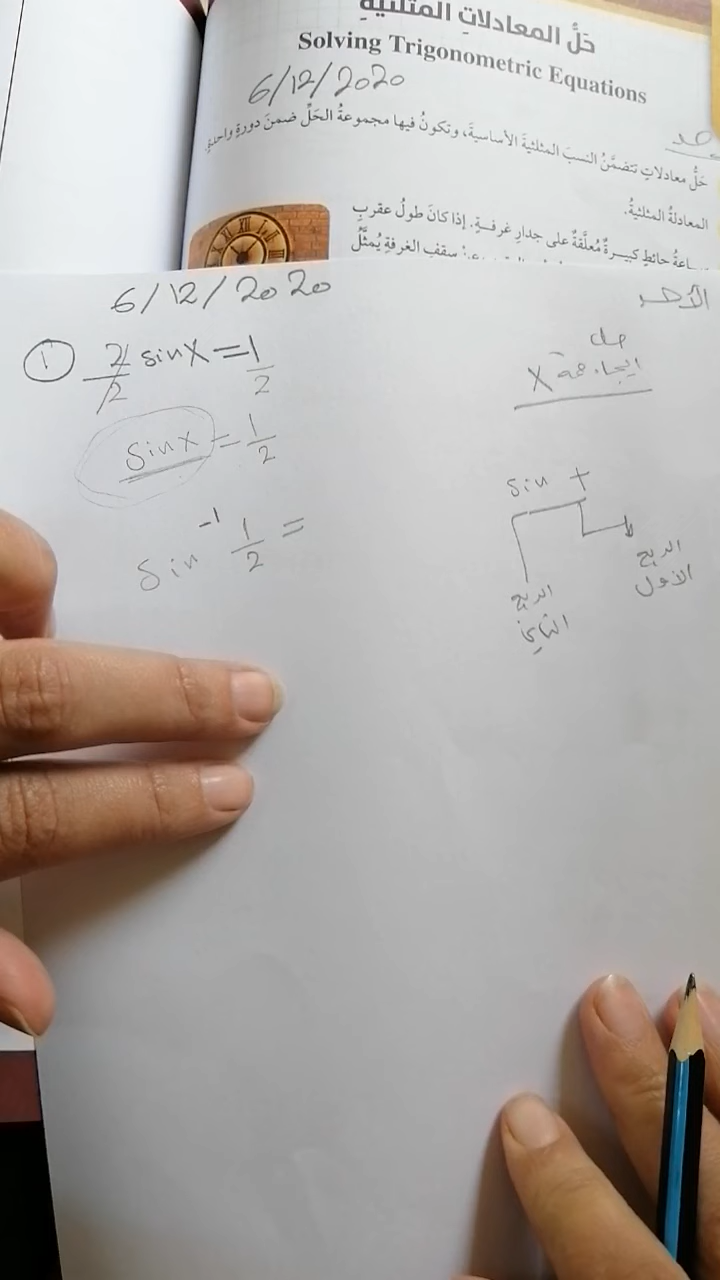 حَلُّ المعادلاتِ المثلثيةِ
Solving Trigonometric Equations
6/12/2020
حَلُّ معادلاتٍ تتضمَّنُ النسبَ المثلثيةَ الأساسيةَ، وتكونُ فيها مجموعةُ الحَلِّ ضمنَ دورةٍ واحدةٍ.
المعادلةُ المثلثيةُ.
ساعةُ حائطٍ كبيرةٌ مُعلَّقةٌ على جدارِ غرفةٍ. إذا كانَ طولُ عقربِ
سقفِ الغرفةِ يُمثِّلُ
6/12/2020
الأحد
① 2/2 sin X = 1/2
sin X = 1/2
sin⁻¹ 1/2 =
حل
ايجاد قيمة X
sin +
الربع الأول
الربع الثاني